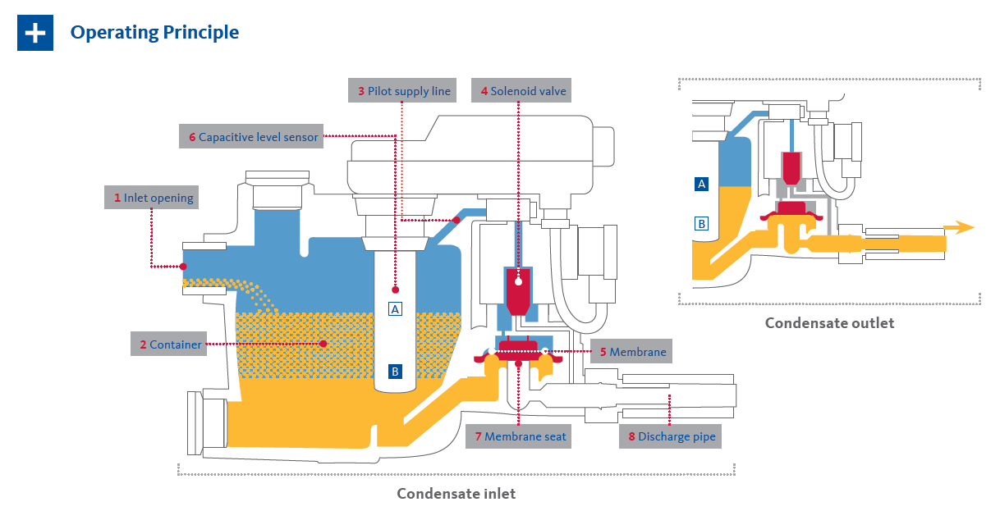 Operating Principle
3 Pilot supply line
4 Solenoid valve
6 Capacitive level sensor
1 Inlet opening
A
B
2 Container
5 Membrane
7 Membrane seat
8 Discharge pipe
Condensate inlet
A
B
Condensate outlet